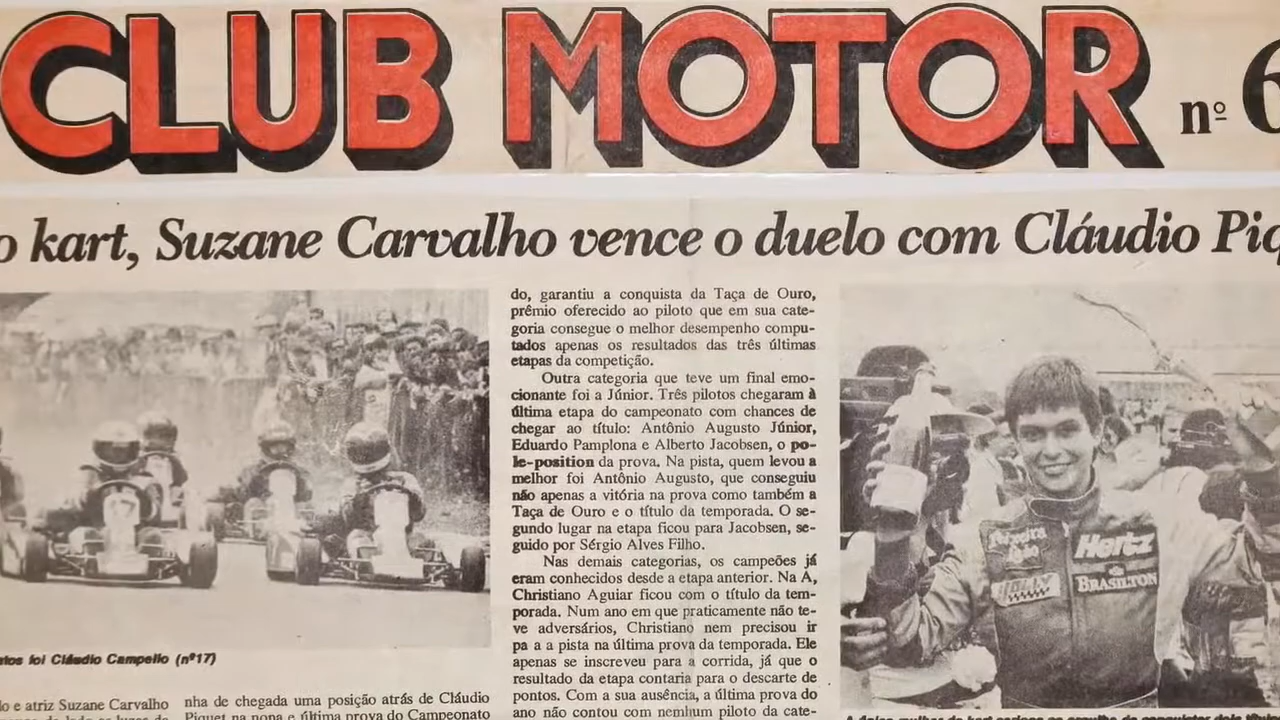 CLUB MOTOR nº 6
o kart, Suzane Carvalho vence o duelo com Cláudio Piq
atos foi Cláudio Campello (nº17)
lo e atriz Suzane Carvalho
nha de chegada uma posição atrás de Cláudio
Piquet na nona e última prova do Campeonato
do, garantiu a conquista da Taça de Ouro,
prêmio oferecido ao piloto que em sua cate-
goria consegue o melhor desempenho compu-
tados apenas os resultados das três últimas
etapas da competição.
Outra categoria que teve um final emo-
cionante foi a Júnior. Três pilotos chegaram à
última etapa do campeonato com chances de
chegar ao título: Antônio Augusto Júnior,
Eduardo Pamplona e Alberto Jacobsen, o po-
le-position da prova. Na pista, quem levou a
melhor foi Antônio Augusto, que conseguiu
não apenas a vitória na prova como também a
Taça de Ouro e o título da temporada. O se-
gundo lugar na etapa ficou para Jacobsen, se-
guido por Sérgio Alves Filho.
Nas demais categorias, os campeões já
eram conhecidos desde a etapa anterior. Na A,
Christiano Aguiar ficou com o título da tem-
porada. Num ano em que praticamente não te-
ve adversários, Christiano nem precisou ir
pa a a pista na última prova da temporada. Ele
apenas se inscreveu para a corrida, já que o
resultado da etapa contaria para o descarte de
pontos. Com a sua ausência, a última prova do
ano não contou com nenhum piloto da cate-
Hertz
BRASILTON